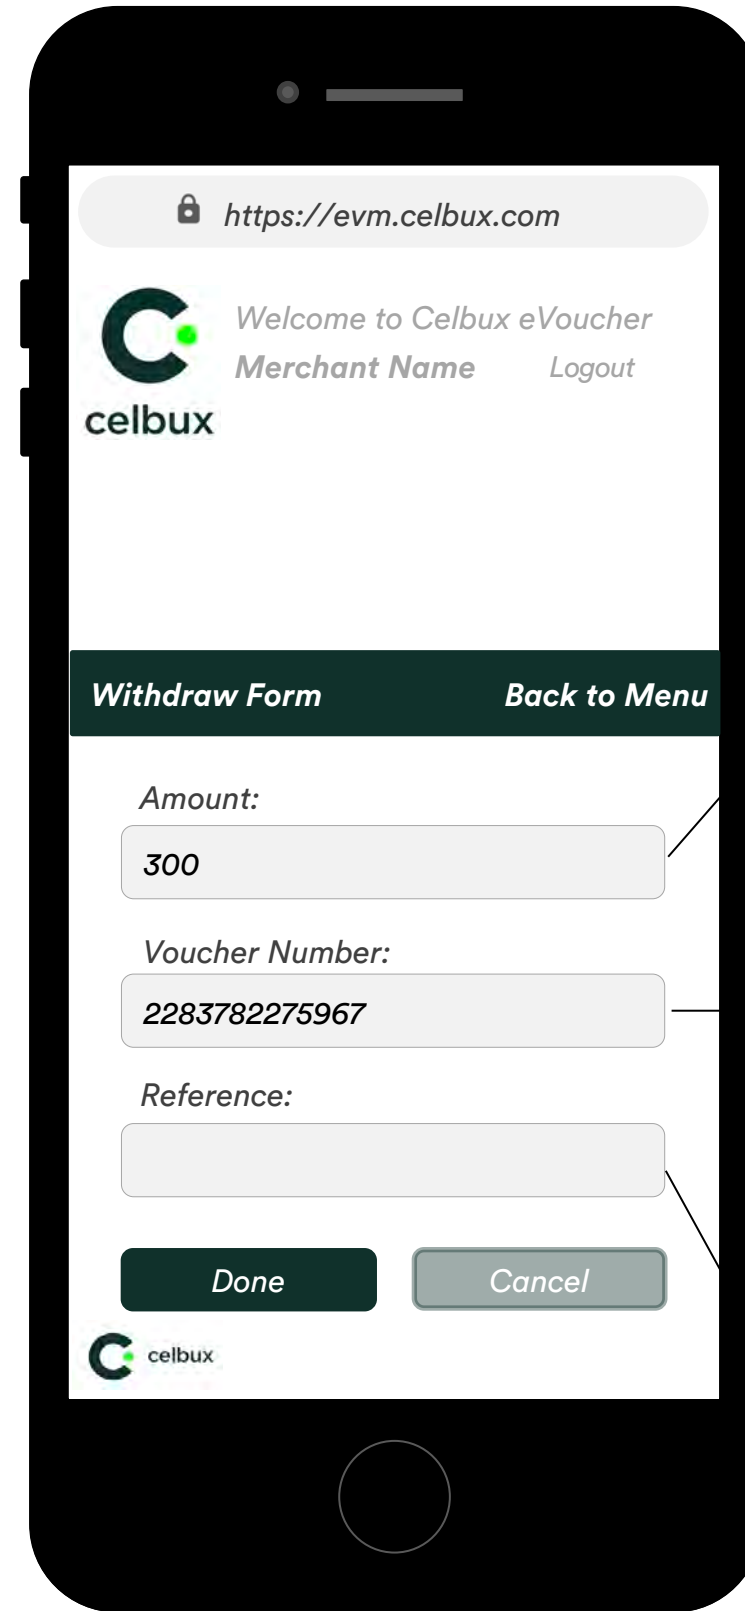 https://evm.celbux.com
Welcome to Celbux eVoucher
Merchant Name Logout
celbux
Withdraw Form Back to Menu
Amount:
300
Voucher Number:
2283782275967
Reference:
Done Cancel
celbux